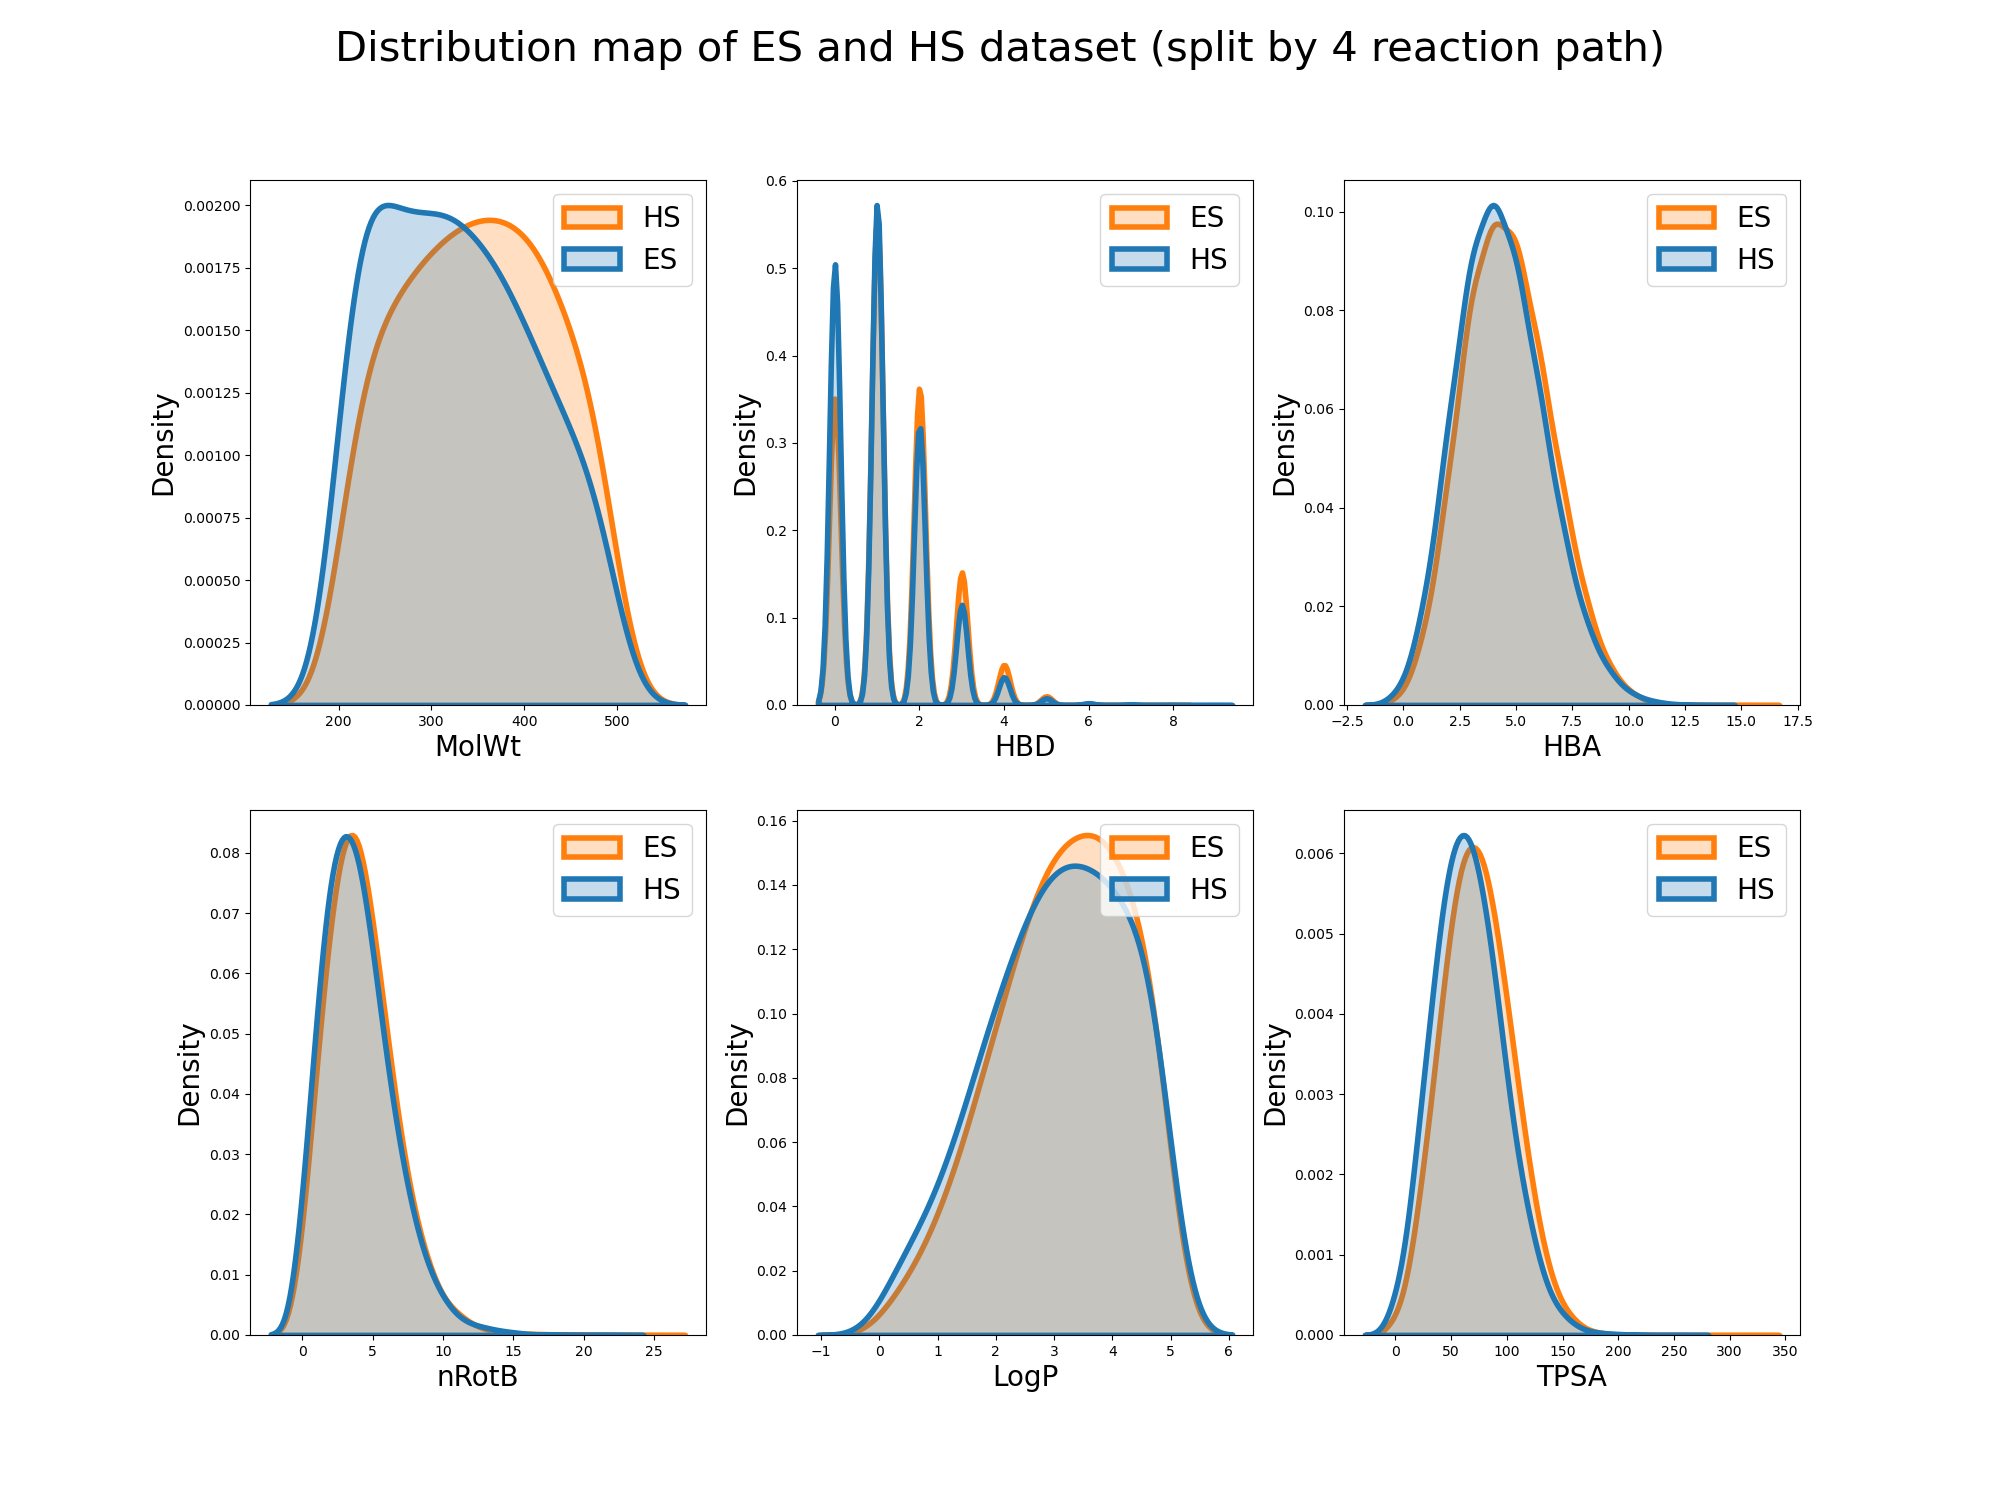 Distribution map of ES and HS dataset (split by 4 reaction path)
Density
0.00200
0.00175
0.00150
0.00125
0.00100
0.00075
0.00050
0.00025
0.00000
HS
ES
200 300 400 500
MolWt
Density
0.6
0.5
0.4
0.3
0.2
0.1
0.0
ES
HS
0 2 4 6 8
HBD
Density
0.10
0.08
0.06
0.04
0.02
0.00
ES
HS
−2.5 0.0 2.5 5.0 7.5 10.0 12.5 15.0 17.5
HBA
Density
0.08
0.07
0.06
0.05
0.04
0.03
0.02
0.01
0.00
ES
HS
0 5 10 15 20 25
nRotB
Density
0.16
0.14
0.12
0.10
0.08
0.06
0.04
0.02
0.00
ES
HS
−1 0 1 2 3 4 5 6
LogP
Density
0.006
0.005
0.004
0.003
0.002
0.001
0.000
ES
HS
0 50 100 150 200 250 300 350
TPSA